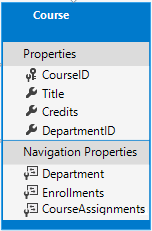 Course
Properties
CourseID
Title
Credits
DepartmentID
Navigation Properties
Department
Enrollments
CourseAssignments